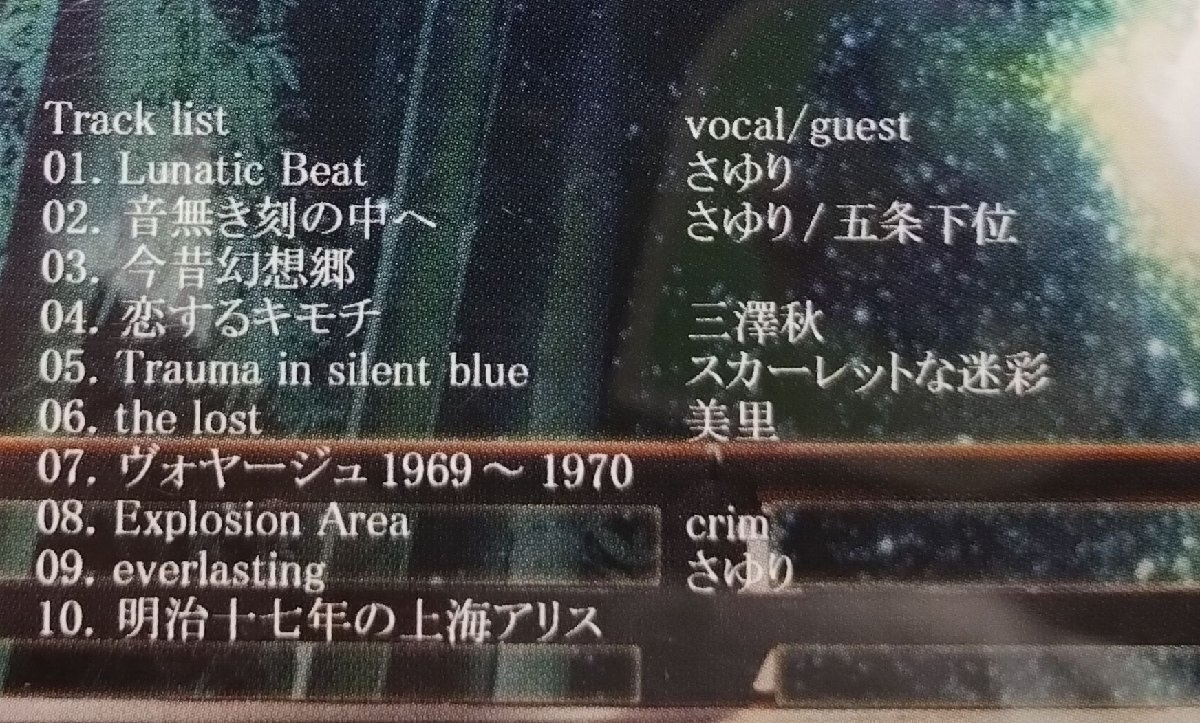 Track list vocal/guest
01. Lunatic Beat さゆり
02. 音無き刻の中へ さゆり / 五条下位
03. 今昔幻想郷
04. 恋するキモチ 三澤秋
05. Trauma in silent blue スカーレットな迷彩
06. the lost 美里
07. ヴォヤージュ1969～1970
08. Explosion Area crim
09. everlasting さゆり
10. 明治十七年の上海アリス